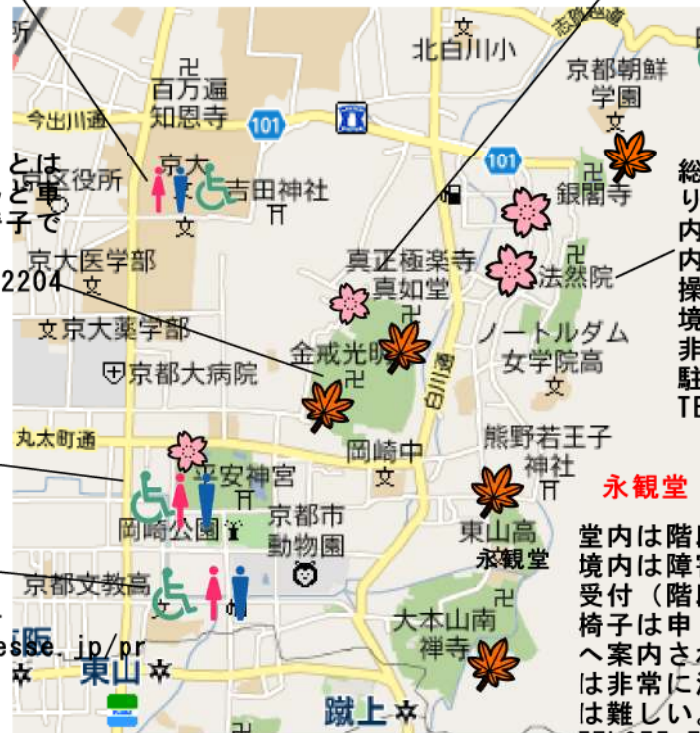 北白川小
志賀越道
京都朝鮮
学園
百万遍
知恩寺
今出川通
101
101
とは
区役所
京大
吉田神社
銀閣寺
京大医学部
2204
真正極楽寺
真如堂
法然院
京大薬学部
金戒光明
ノートルダム
女学院高
京都大病院
白川通
丸太町通
岡崎中
熊野若王子
神社
平安神宮
永観堂
岡崎公園
京都市
動物園
東山高
永観堂
京都文教高
大本山南
禅寺
esse.jp/pr
東山
蹴上
総
り
内
内
操
境
非
駐
TE
堂内は階
境内は障
受付（階
椅子は申
へ案内さ
は非常に
は難しい